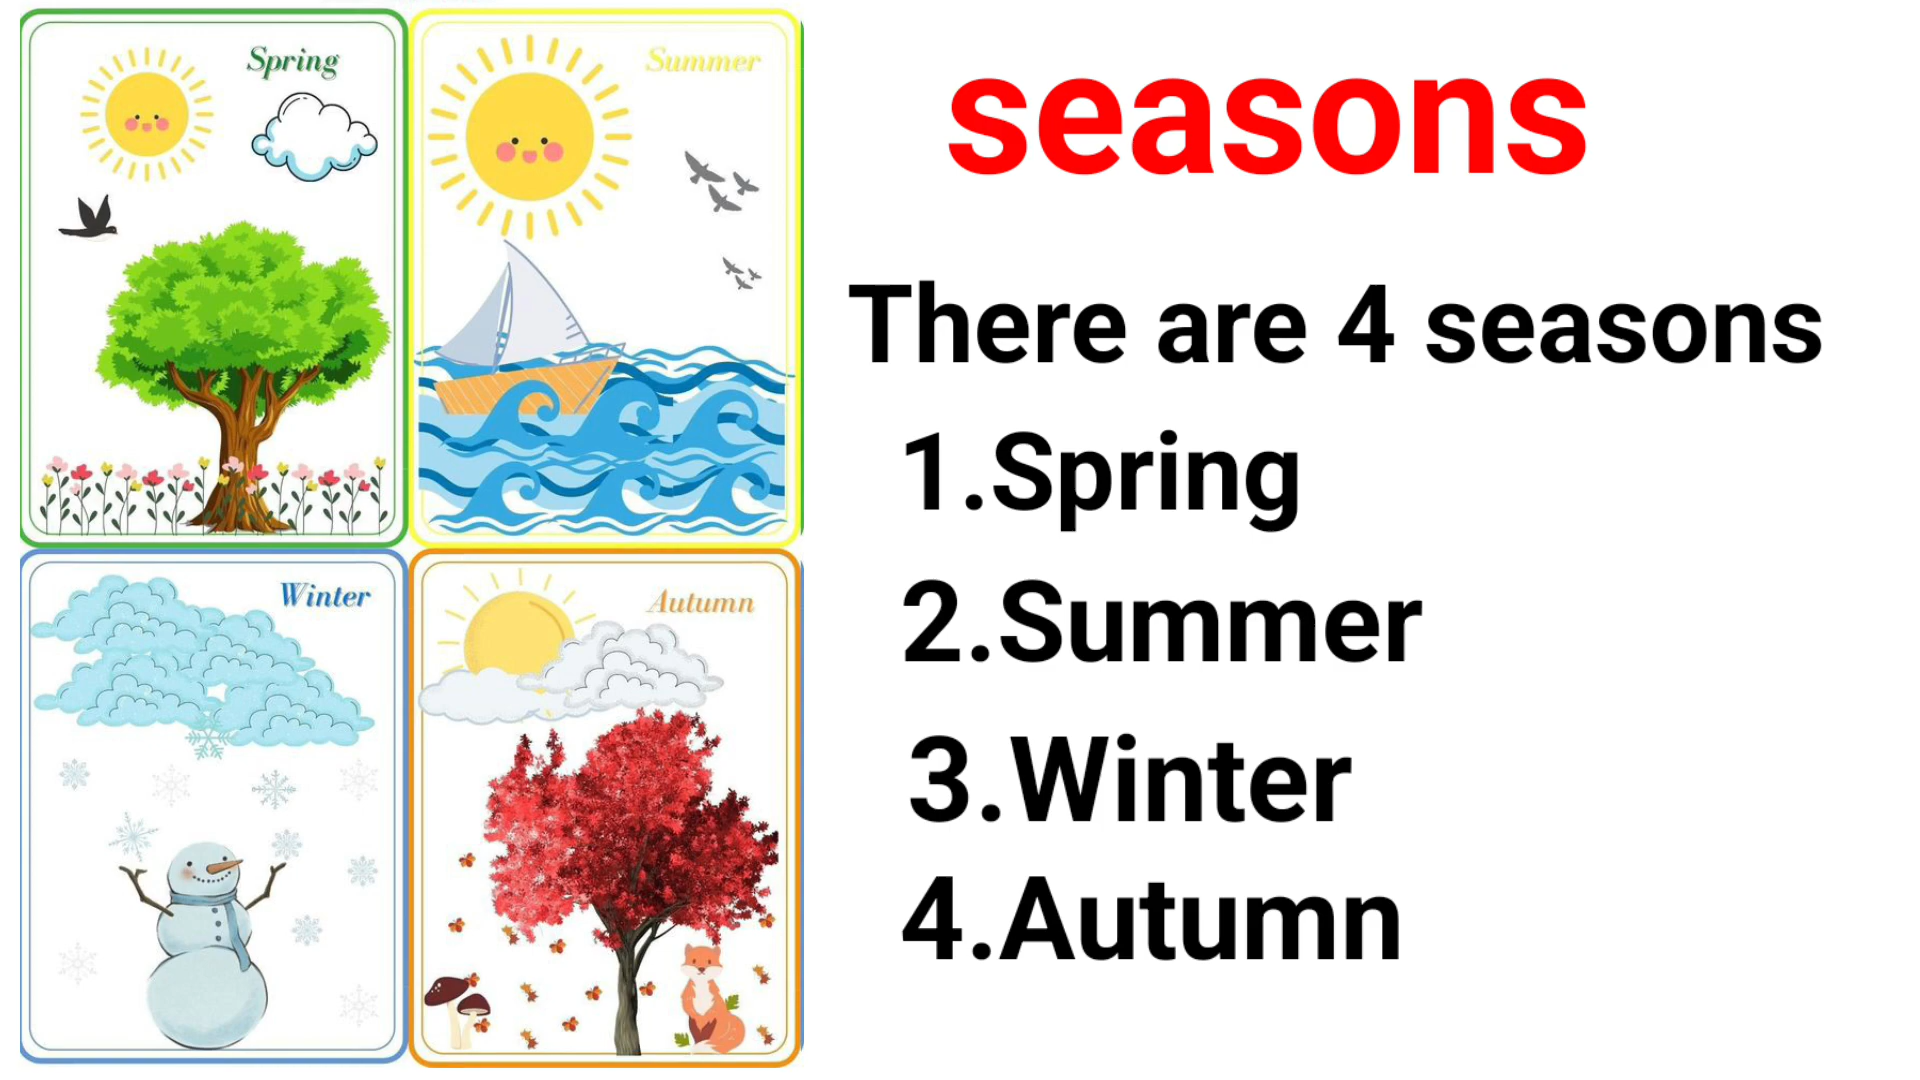 Spring
Summer
Winter
Autumn
seasons
There are 4 seasons
1.Spring
2.Summer
3.Winter
4.Autumn